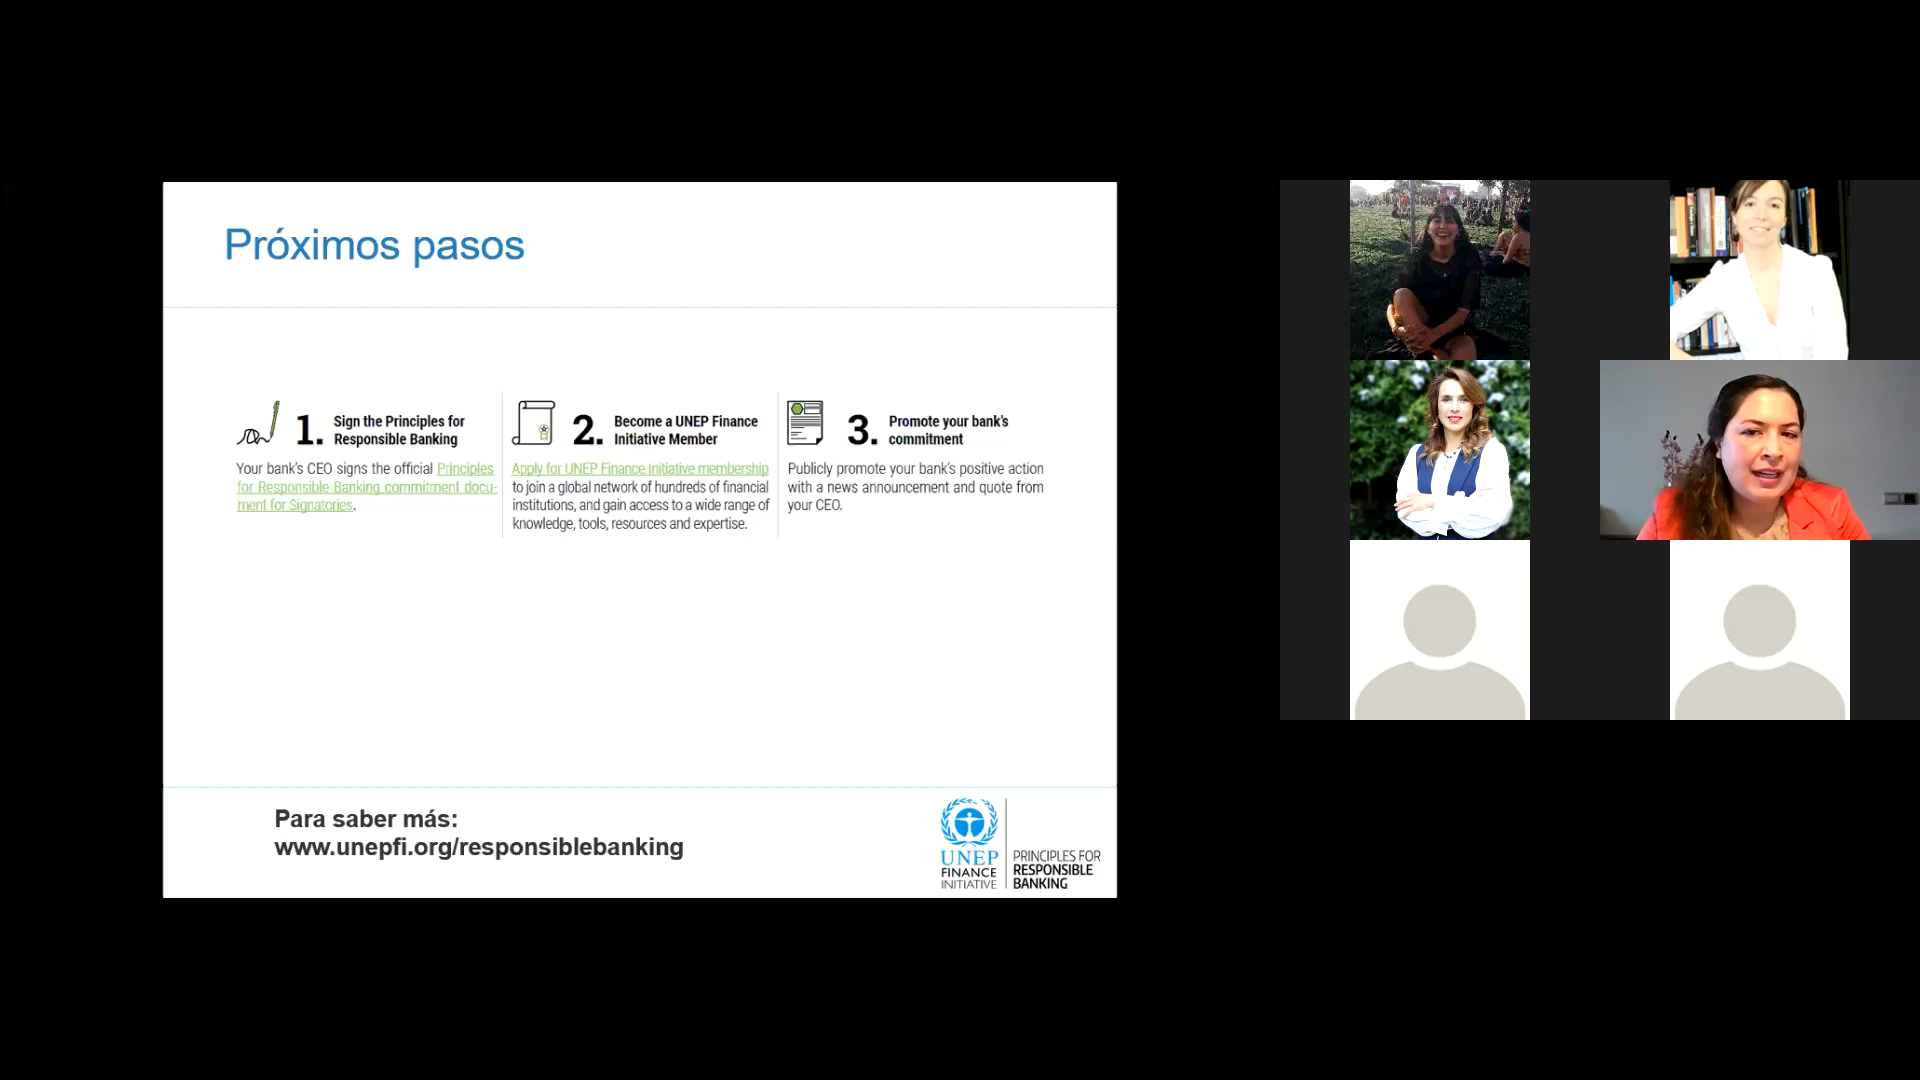 Próximos pasos
1.
Sign the Principles for
Responsible Banking
Your bank's CEO signs the official Principles
for Responsible Banking commitment docu-
ment for Signatories.
2.
Become a UNEP Finance
Initiative Member
Apply for UNEP Finance Initiative membership
to join a global network of hundreds of financial
institutions, and gain access to a wide range of
knowledge, tools, resources and expertise.
3.
Promote your bank's
commitment
Publicly promote your bank's positive action
with a news announcement and quote from
your CEO.
Para saber más:
www.unepfi.org/responsiblebanking
UNEP
FINANCE
INITIATIVE
PRINCIPLES FOR
RESPONSIBLE
BANKING